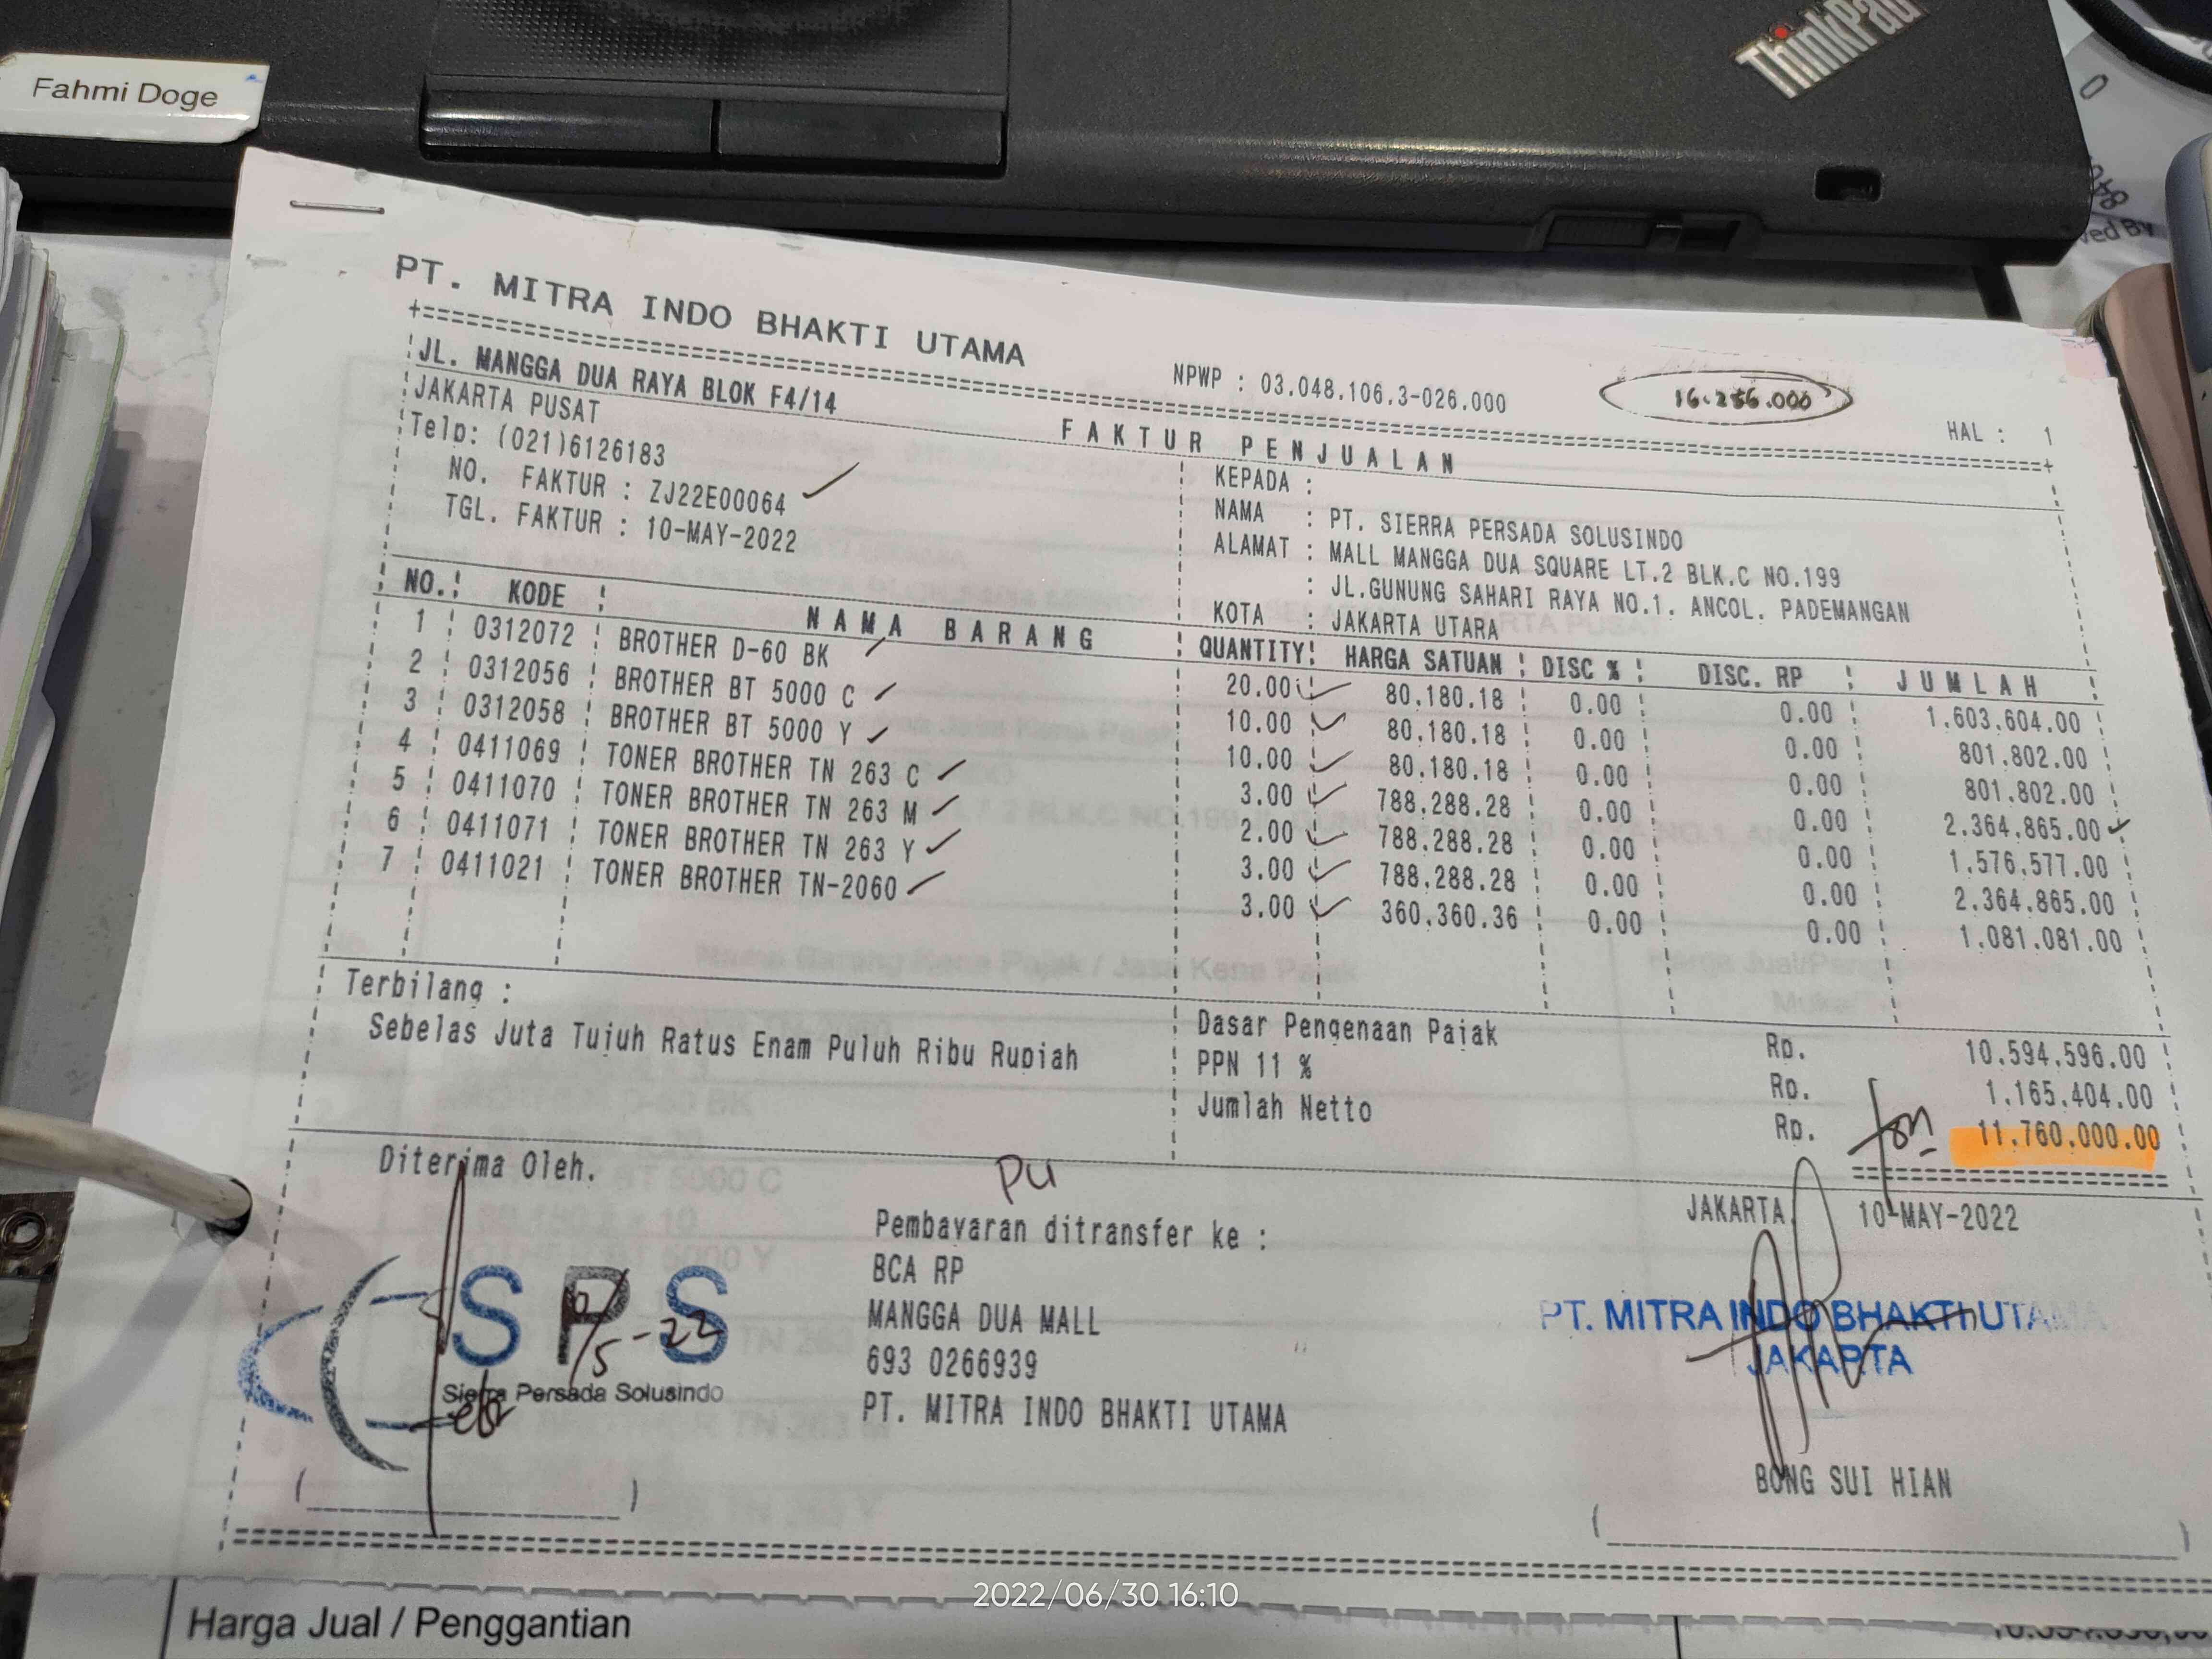 Fahmi Doge
ThinkPad
ved By
PT. MITRA INDO BHAKTI UTAMA
NPWP : 03.048.106.3-026.000
16.256.000
HAL : 1
JL. MANGGA DUA RAYA BLOK F4/14
JAKARTA PUSAT
Telp: (021)6126183
NO. FAKTUR : ZJ22E00064
TGL. FAKTUR : 10-MAY-2022
FAKTUR PENJUALAN
KEPADA :
NAMA : PT. SIERRA PERSADA SOLUSINDO
ALAMAT : MALL MANGGA DUA SQUARE LT.2 BLK.C NO.199
: JL.GUNUNG SAHARI RAYA NO.1. ANCOL. PADEMANGAN
KOTA : JAKARTA UTARA
NO. KODE NAMA BARANG QUANTITY HARGA SATUAN DISC % DISC. RP JUMLAH
1 0312072 BROTHER D-60 BK 20.00 80.180.18 0.00 0.00 1.603.604.00
2 0312056 BROTHER BT 5000 C 10.00 80.180.18 0.00 0.00 801.802.00
3 0312058 BROTHER BT 5000 Y 10.00 80.180.18 0.00 0.00 801.802.00
4 0411069 TONER BROTHER TN 263 C 3.00 788.288.28 0.00 0.00 2.364.865.00
5 0411070 TONER BROTHER TN 263 M 2.00 788.288.28 0.00 0.00 1.576.577.00
6 0411071 TONER BROTHER TN 263 Y 3.00 788.288.28 0.00 0.00 2.364.865.00
7 0411021 TONER BROTHER TN-2060 3.00 360.360.36 0.00 0.00 1.081.081.00
Terbilang :
Sebelas Juta Tujuh Ratus Enam Puluh Ribu Rupiah
Dasar Pengenaan Pajak Rp. 10.594.596.00
PPN 11 % Rp. 1.165.404.00
Jumlah Netto Rp. 11.760.000.00
Diterima Oleh.
PU
Pembayaran ditransfer ke :
BCA RP
MANGGA DUA MALL
693 0266939
PT. MITRA INDO BHAKTI UTAMA
JAKARTA, 10-MAY-2022
SPS
Sierra Persada Solusindo
PT. MITRA INDO BHAKTI UTAMA
JAKARTA
BONG SUI HIAN
2022/06/30 16:10
Harga Jual / Penggantian